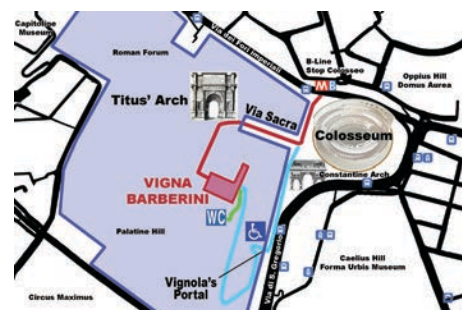 Capitoline
Museum
Roman Forum
Via dei Fori Imperiali
B-Line
Stop Colosseo
Oppius Hill
Domus Aurea
MB
Titus' Arch
Via Sacra
Colosseum
Constantine Arch
VIGNA
BARBERINI
WC
Palatino Hill
Vignola's
Portal
Via di S. Gregorio
Caelius Hill
Forma Urbis Museum
Circus Maximus